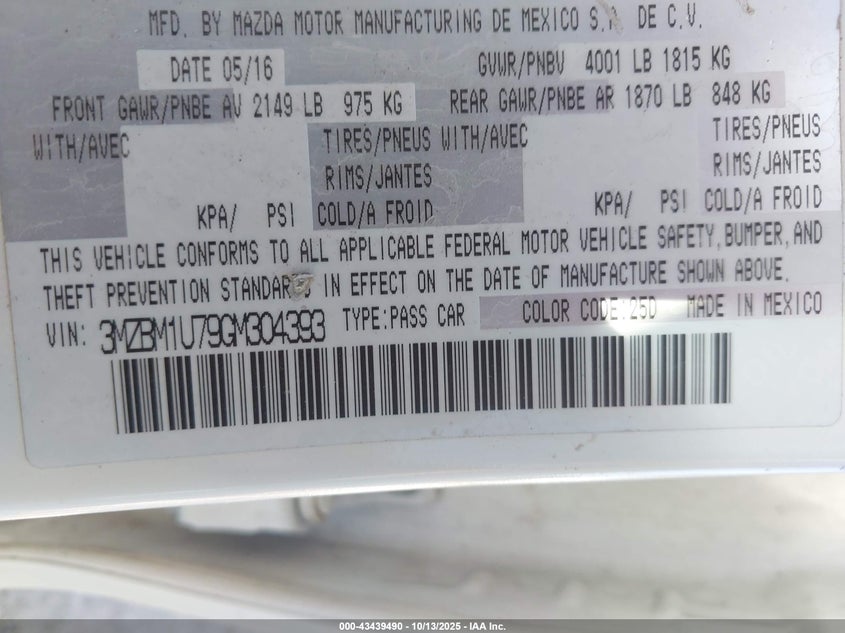 MFD. BY MAZDA MOTOR MANUFACTURING DE MEXICO S.A. DE C.V.
DATE 05/16 GVWR/PNBV 4001 LB 1815 KG
FRONT GAWR/PNBE AV 2149 LB 975 KG REAR GAWR/PNBE AR 1870 LB 848 KG
WITH/AVEC TIRES/PNEUS WITH/AVEC TIRES/PNEUS
RIMS/JANTES RIMS/JANTES
KPA/ PSI COLD/A FROID KPA/ PSI COLD/A FROID
THIS VEHICLE CONFORMS TO ALL APPLICABLE FEDERAL MOTOR VEHICLE SAFETY, BUMPER, AND
THEFT PREVENTION STANDARDS IN EFFECT ON THE DATE OF MANUFACTURE SHOWN ABOVE.
VIN: 3MZBM1U79GM304393 TYPE:PASS CAR COLOR CODE:25D MADE IN MEXICO
000-43439490 - 10/13/2025 - IAA Inc.